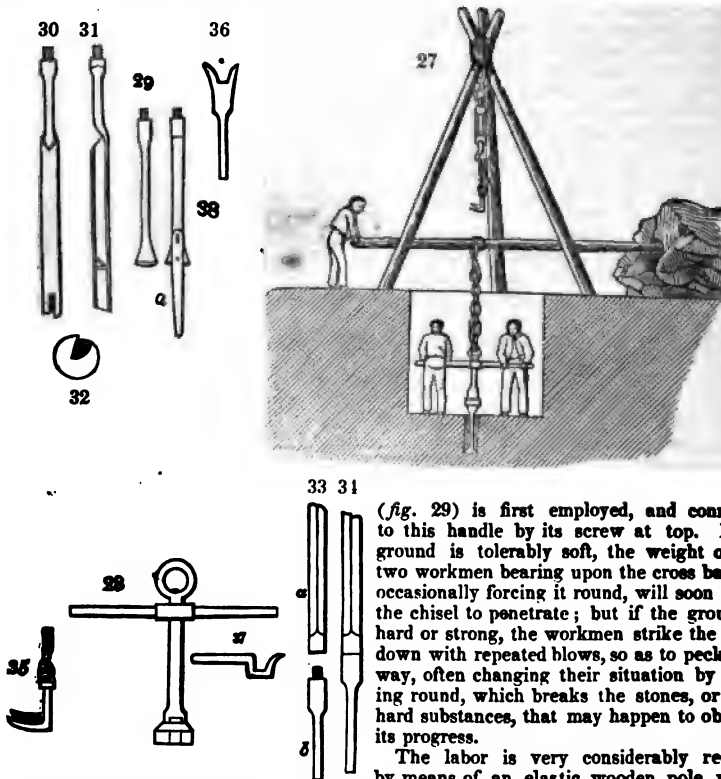 30 31 36
29
27
38
a
32
33 34
(fig. 29) is first employed, and conn
to this handle by its screw at top.
ground is tolerably soft, the weight o
two workmen bearing upon the cross ba
occasionally forcing it round, will soon
the chisel to penetrate; but if the grou
hard or strong, the workmen strike the
down with repeated blows, so as to peck
way, often changing their situation by
ing round, which breaks the stones, or
hard substances, that may happen to ob
its progress.
The labor is very considerably re
by means of an elastic wooden pole
28
a
37
35
b